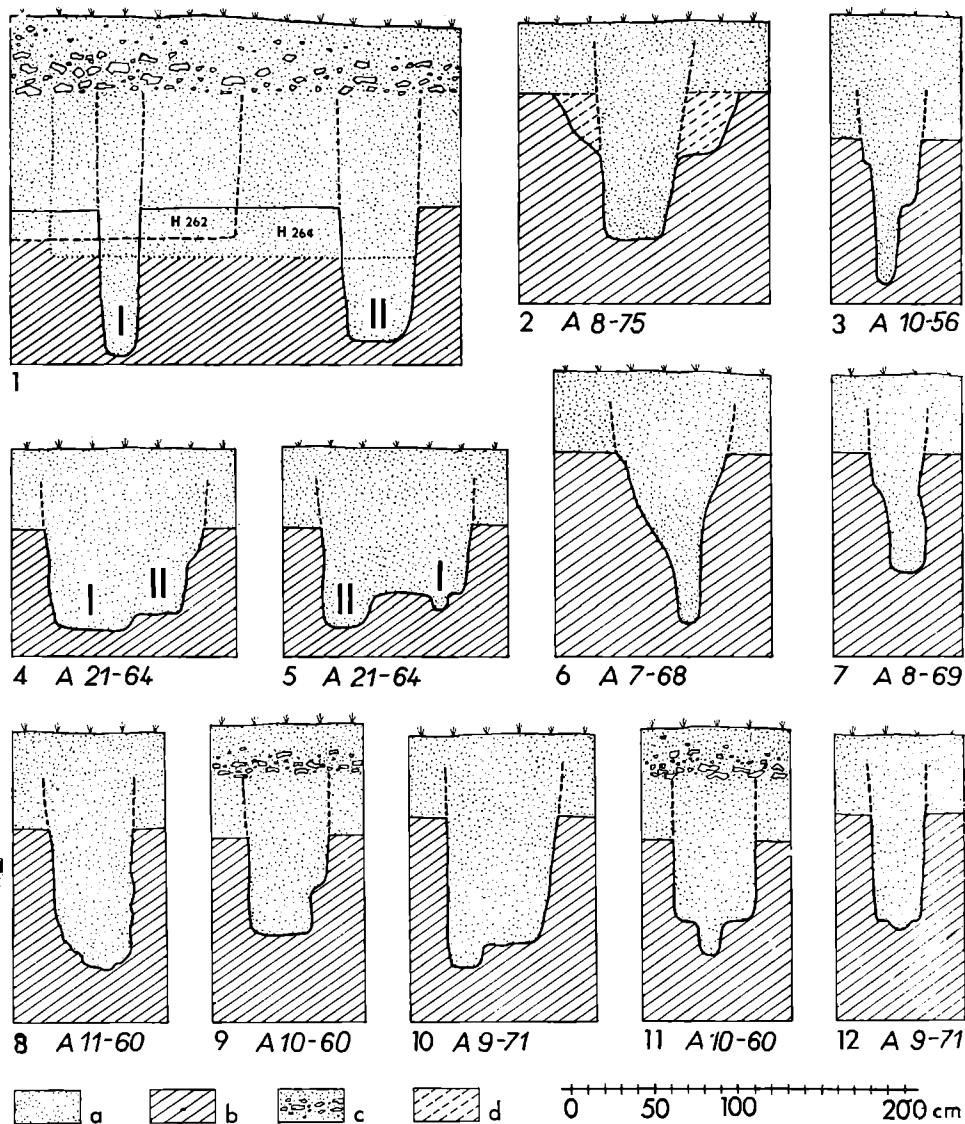 H 262
H 264
I
II
1
2 A 8-75
3 A 10-56
I
II
4 A 21-64
II
I
5 A 21-64
6 A 7-68
7 A 8-69
8 A 11-60
9 A 10-60
10 A 9-71
11 A 10-60
12 A 9-71
a
b
c
d
0 50 100 200 cm